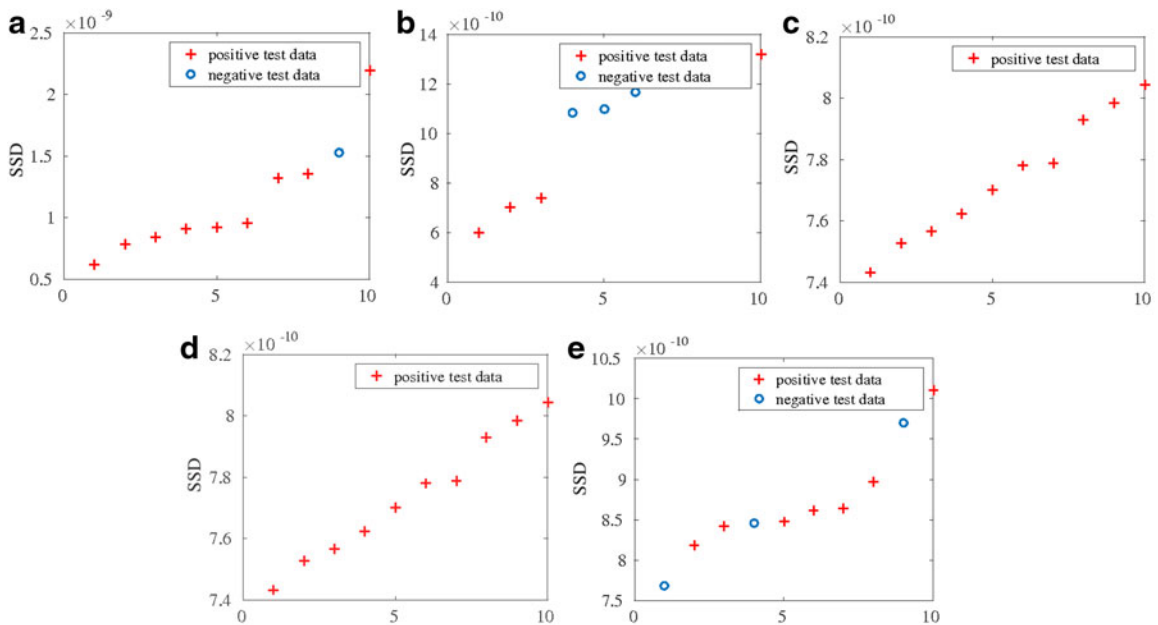 a
× 10 -9
2.5
2
1.5
1
0.5
SSD
positive test data
negative test data
0 5 10
b
× 10 -10
14
12
10
8
6
4
SSD
positive test data
negative test data
0 5 10
c
× 10 -10
8.2
8
7.8
7.6
7.4
SSD
positive test data
0 5 10
d
× 10 -10
8.2
8
7.8
7.6
7.4
SSD
positive test data
0 5 10
e
× 10 -10
10.5
10
9.5
9
8.5
8
7.5
SSD
positive test data
negative test data
0 5 10